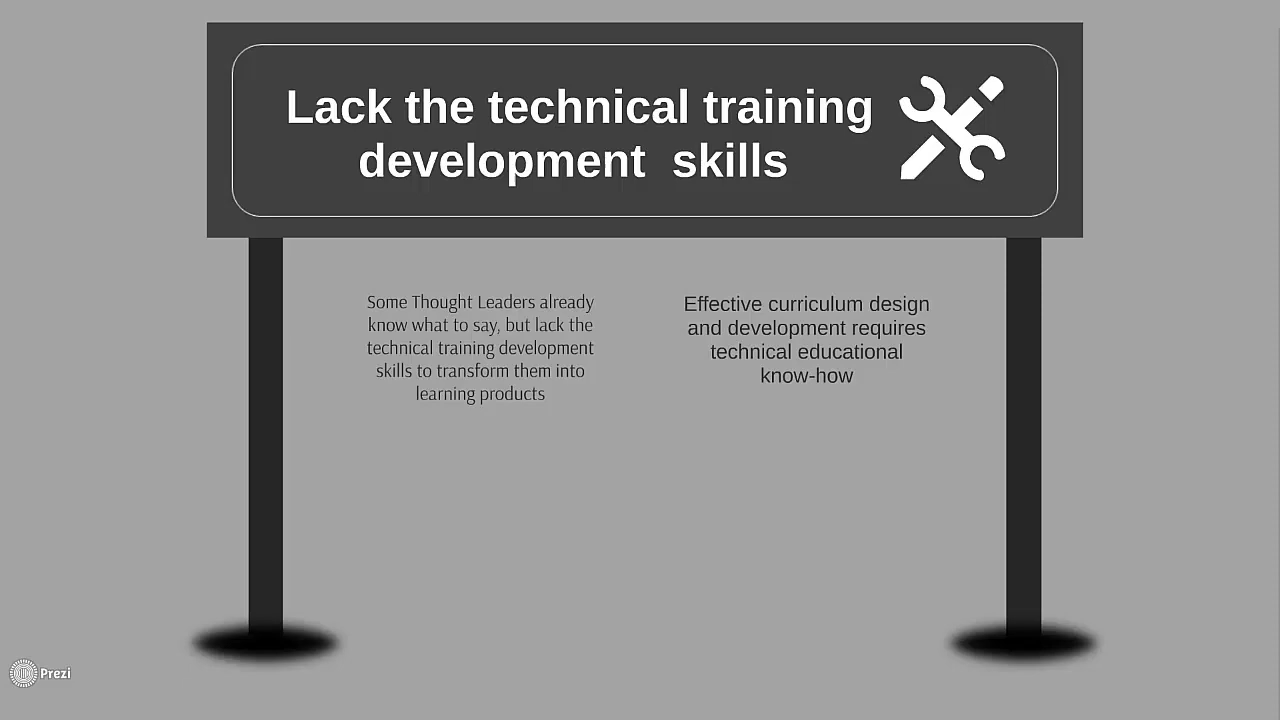 Lack the technical training
development  skills
Some Thought Leaders already
know what to say, but lack the
technical training development
skills to transform them into
learning products
Effective curriculum design
and development requires
technical educational
know-how
Prezi